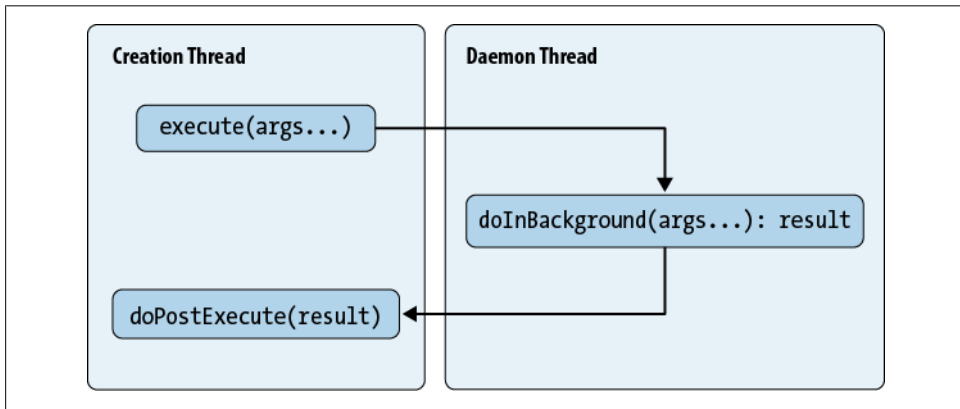 Creation Thread
Daemon Thread
execute(args...)
doInBackground(args...): result
doPostExecute(result)